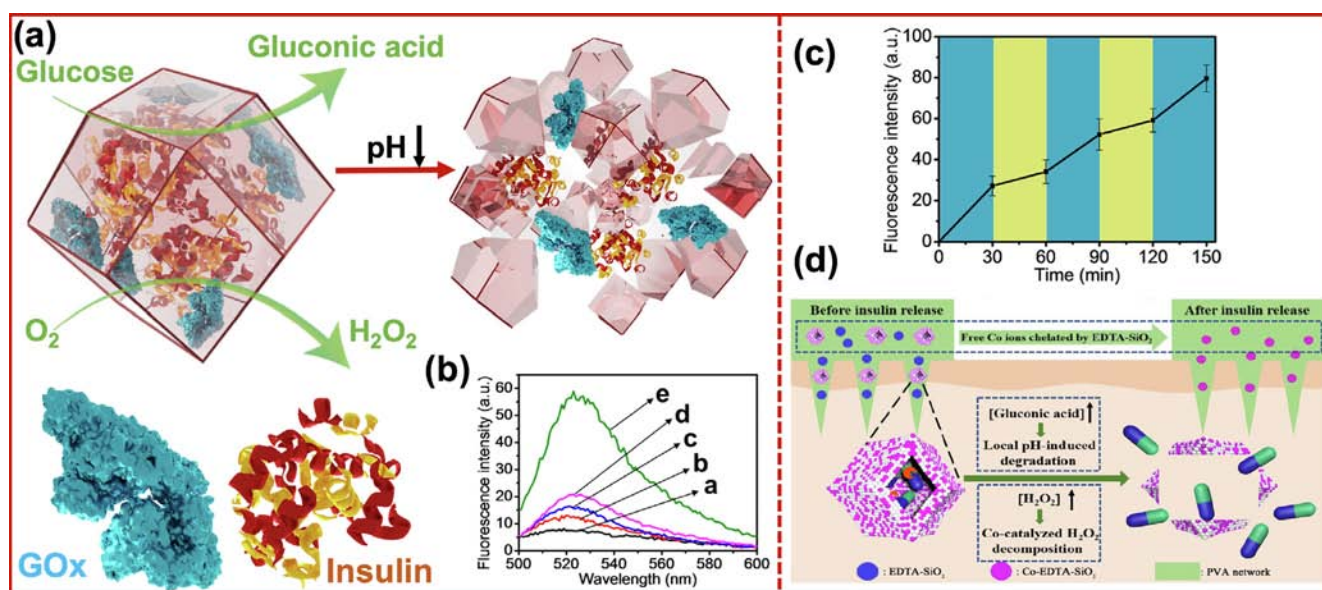 (a)
Glucose
Gluconic acid
pH
O2
H2O2
GOx
Insulin
(b)
Fluorescence intensity (a.u.)
60
50
40
30
20
10
0
e
d
c
b
a
500 520 540 560 580 600
Wavelength (nm)
(c)
Fluorescence intensity (a.u.)
100
80
60
40
20
0
0 30 60 90 120 150
Time (min)
(d)
Before insulin release
After insulin release
Free Co ions chelated by EDTA-SiO2
[Gluconic acid]
Local pH-induced
degradation
[H2O2]
Co-catalyzed H2O2
decomposition
: EDTA-SiO2
: Co-EDTA-SiO2
: PVA network